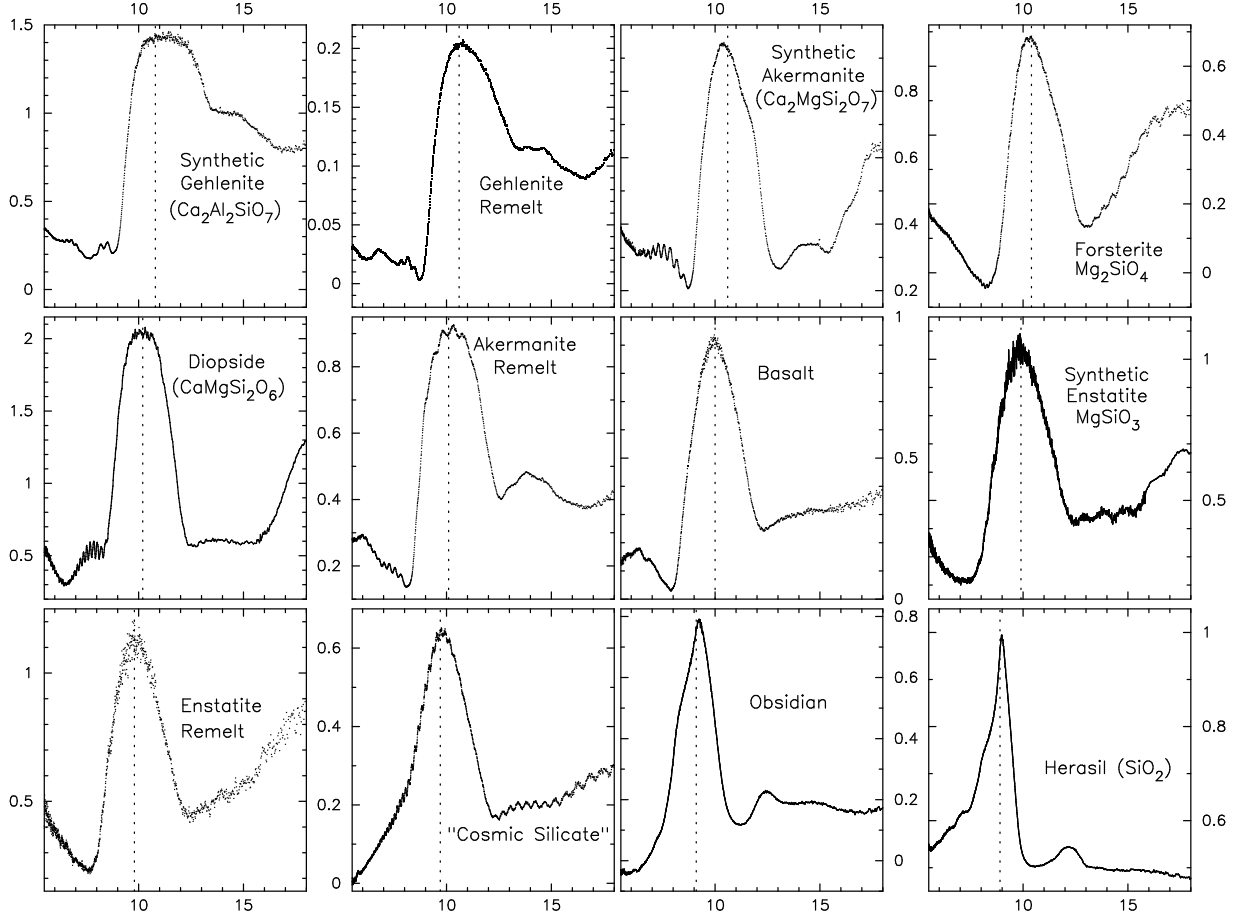 10 15 10 15 10 15 10 15
1.5
1
0.5
0
Synthetic
Gehlenite
(Ca2Al2SiO7)
0.2
0.15
0.1
0.05
0
Gehlenite
Remelt
0.8
0.6
0.4
0.2
Synthetic
Akermanite
(Ca2MgSi2O7)
0.6
0.4
0.2
0
Forsterite
Mg2SiO4
2
1.5
1
0.5
Diopside
(CaMgSi2O6)
0.8
0.6
0.4
0.2
Akermanite
Remelt
1
0.5
0
Basalt
1
0.5
Synthetic
Enstatite
MgSiO3
1
0.5
Enstatite
Remelt
0.6
0.4
0.2
0
"Cosmic Silicate"
0.8
0.6
0.4
0.2
0
Obsidian
1
0.8
0.6
Herasil (SiO2)
10 15 10 15 10 15 10 15